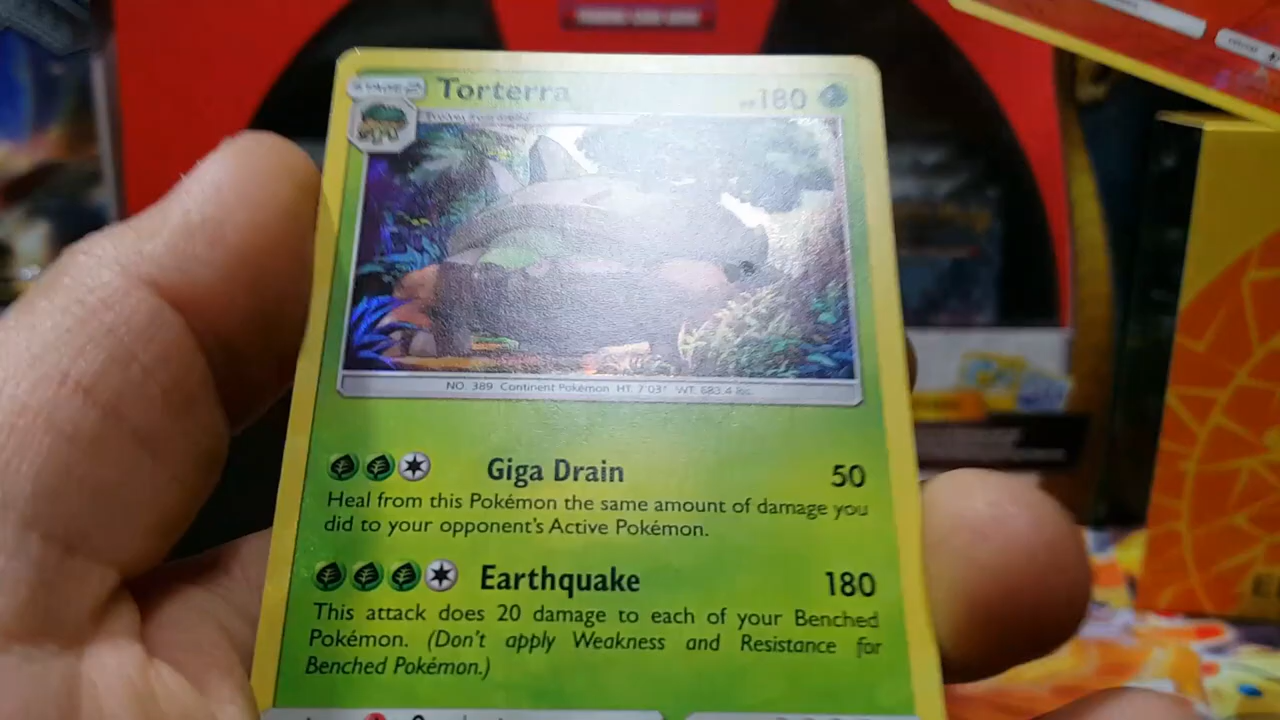 Torterra
HP180
NO. 389 Continent Pokémon HT: 7'03" WT: 683.4 lbs.
Giga Drain 50
Heal from this Pokémon the same amount of damage you
did to your opponent's Active Pokémon.
Earthquake 180
This attack does 20 damage to each of your Benched
Pokémon. (Don't apply Weakness and Resistance for
Benched Pokémon.)